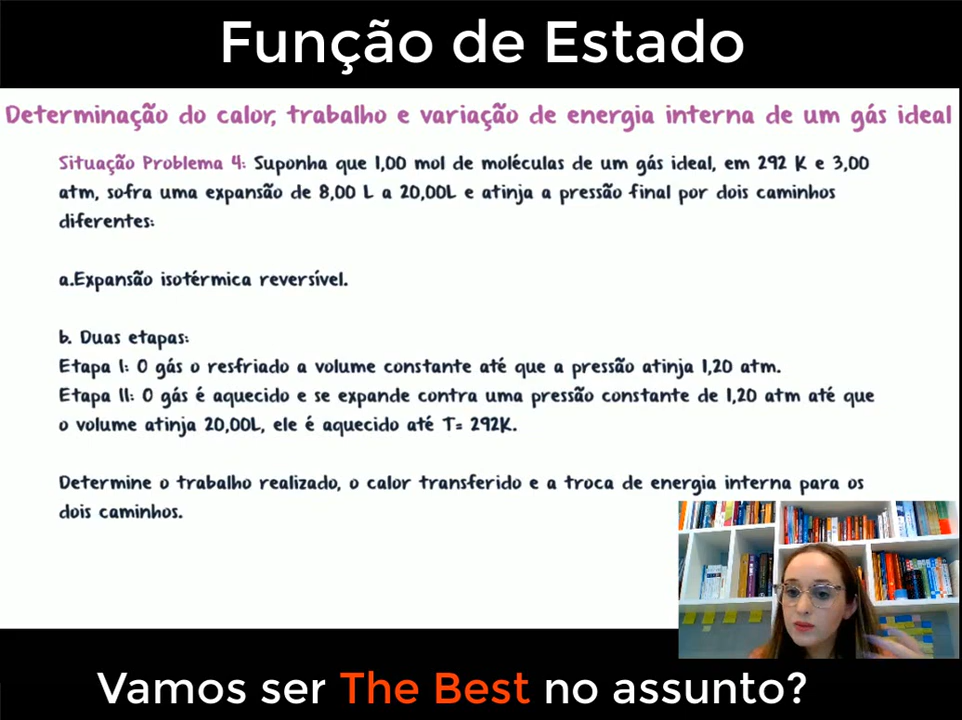 Função de Estado
Determinação do calor, trabalho e variação de energia interna de um gás ideal
Situação Problema 4: Suponha que 1,00 mol de moléculas de um gás ideal, em 292 K e 3,00
atm, sofra uma expansão de 8,00 L a 20,00L e atinja a pressão final por dois caminhos
diferentes:
a.Expansão isotérmica reversível.
b. Duas etapas:
Etapa I: O gás o resfriado a volume constante até que a pressão atinja 1,20 atm.
Etapa II: O gás é aquecido e se expande contra uma pressão constante de 1,20 atm até que
o volume atinja 20,00L, ele é aquecido até T= 292K.
Determine o trabalho realizado, o calor transferido e a troca de energia interna para os
dois caminhos.
Vamos ser The Best no assunto?